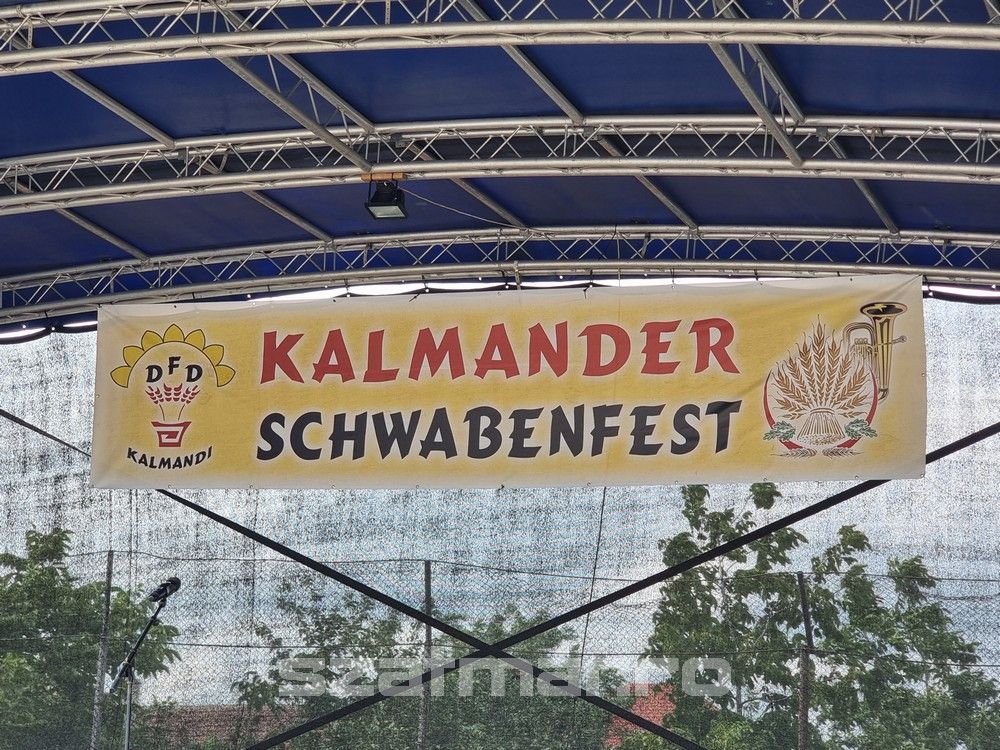 DFD
KALMANDI
KALMANDER
SCHWABENFEST
szatmar.ro